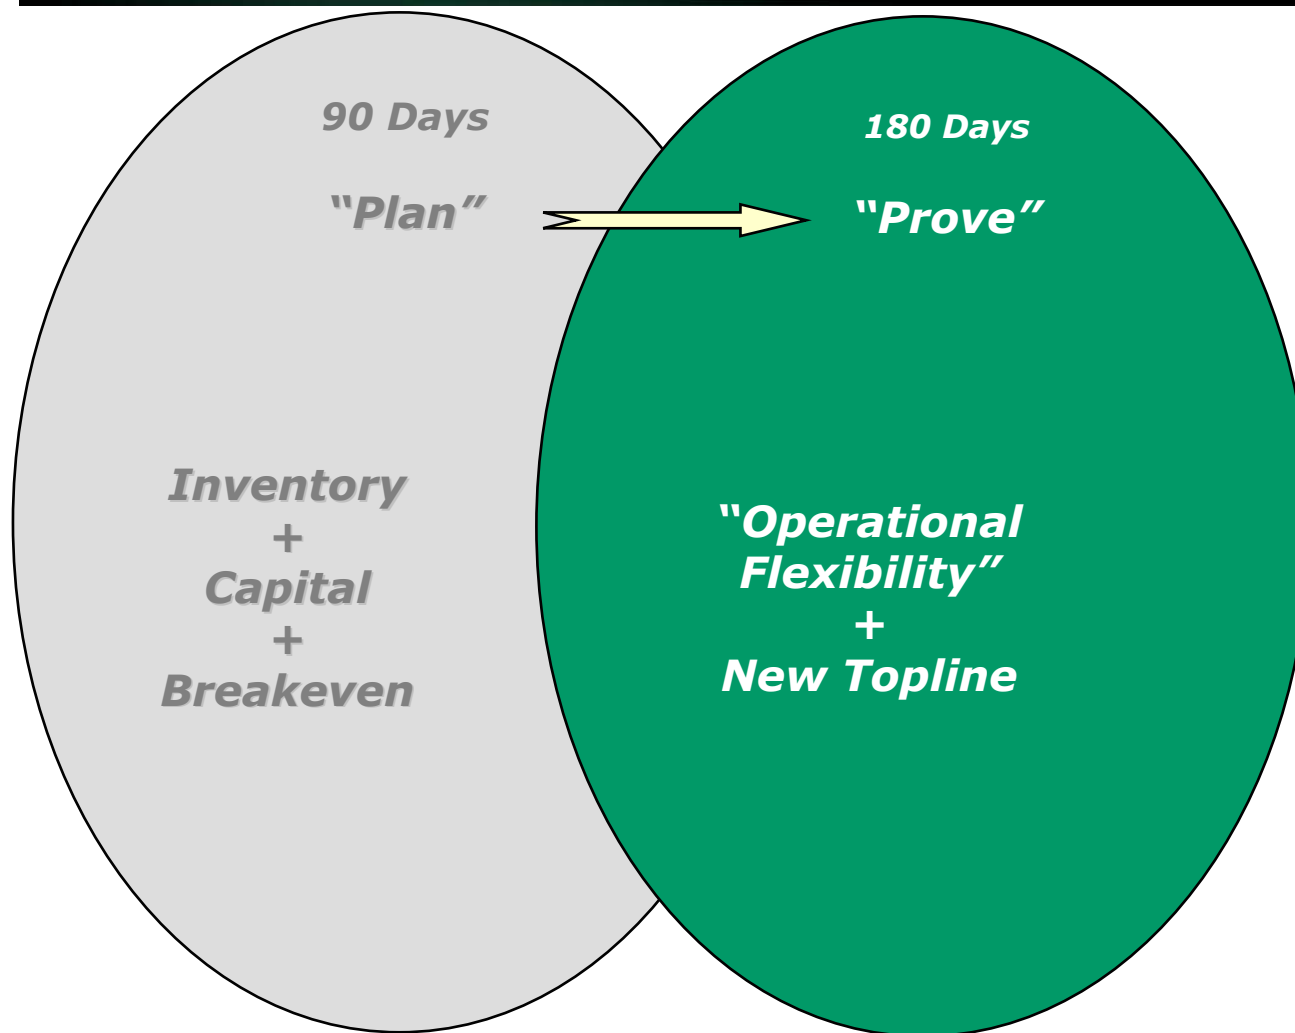 90 Days
“Plan”
Inventory
+
Capital
+
Breakeven
180 Days
“Prove”
“Operational
Flexibility”
+
New Topline